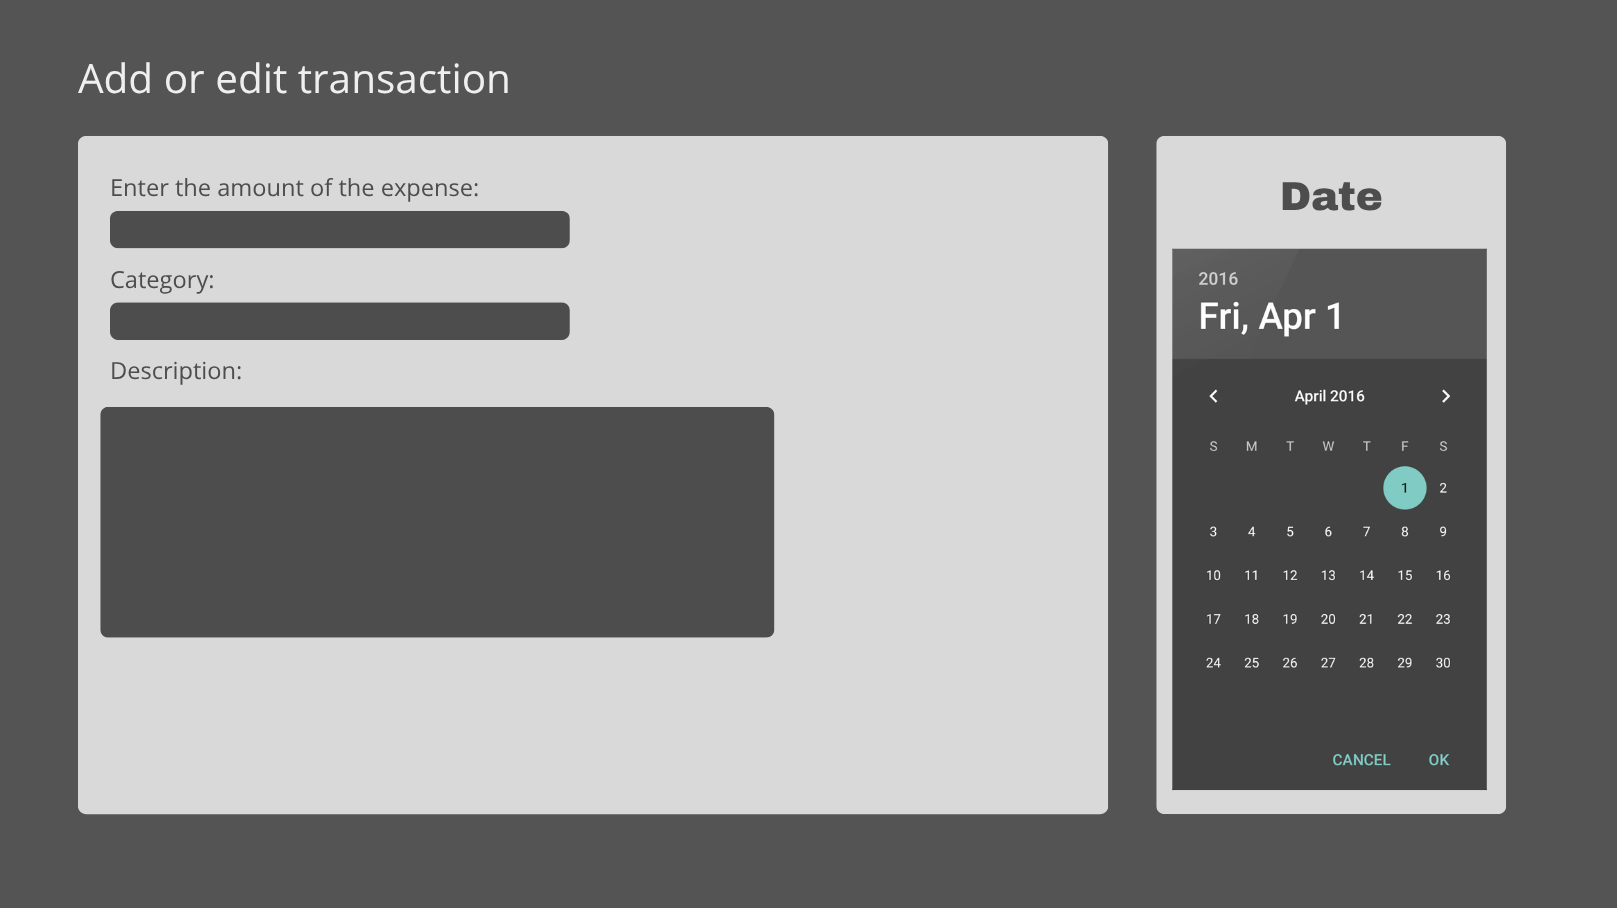 Add or edit transaction
Enter the amount of the expense:
Category:
Description:
Date
2016
Fri, Apr 1
April 2016
S M T W T F S
1 2
3 4 5 6 7 8 9
10 11 12 13 14 15 16
17 18 19 20 21 22 23
24 25 26 27 28 29 30
CANCEL OK